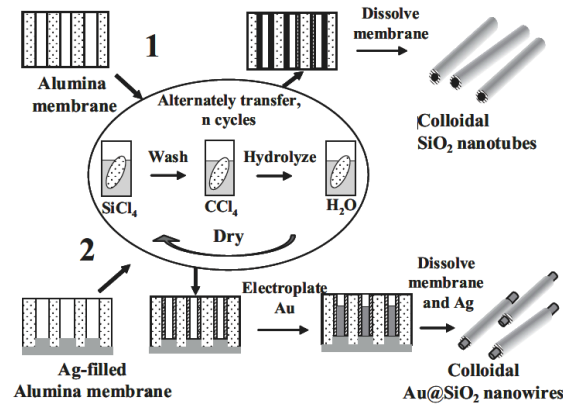 1
Alumina
membrane
Dissolve
membrane
Colloidal
SiO₂ nanotubes
Alternately transfer,
n cycles
Wash
Hydrolyze
SiCl₄
CCl₄
H₂O
Dry
2
Ag-filled
Alumina membrane
Electroplate
Au
Dissolve
membrane
and Ag
Colloidal
Au@SiO₂ nanowires